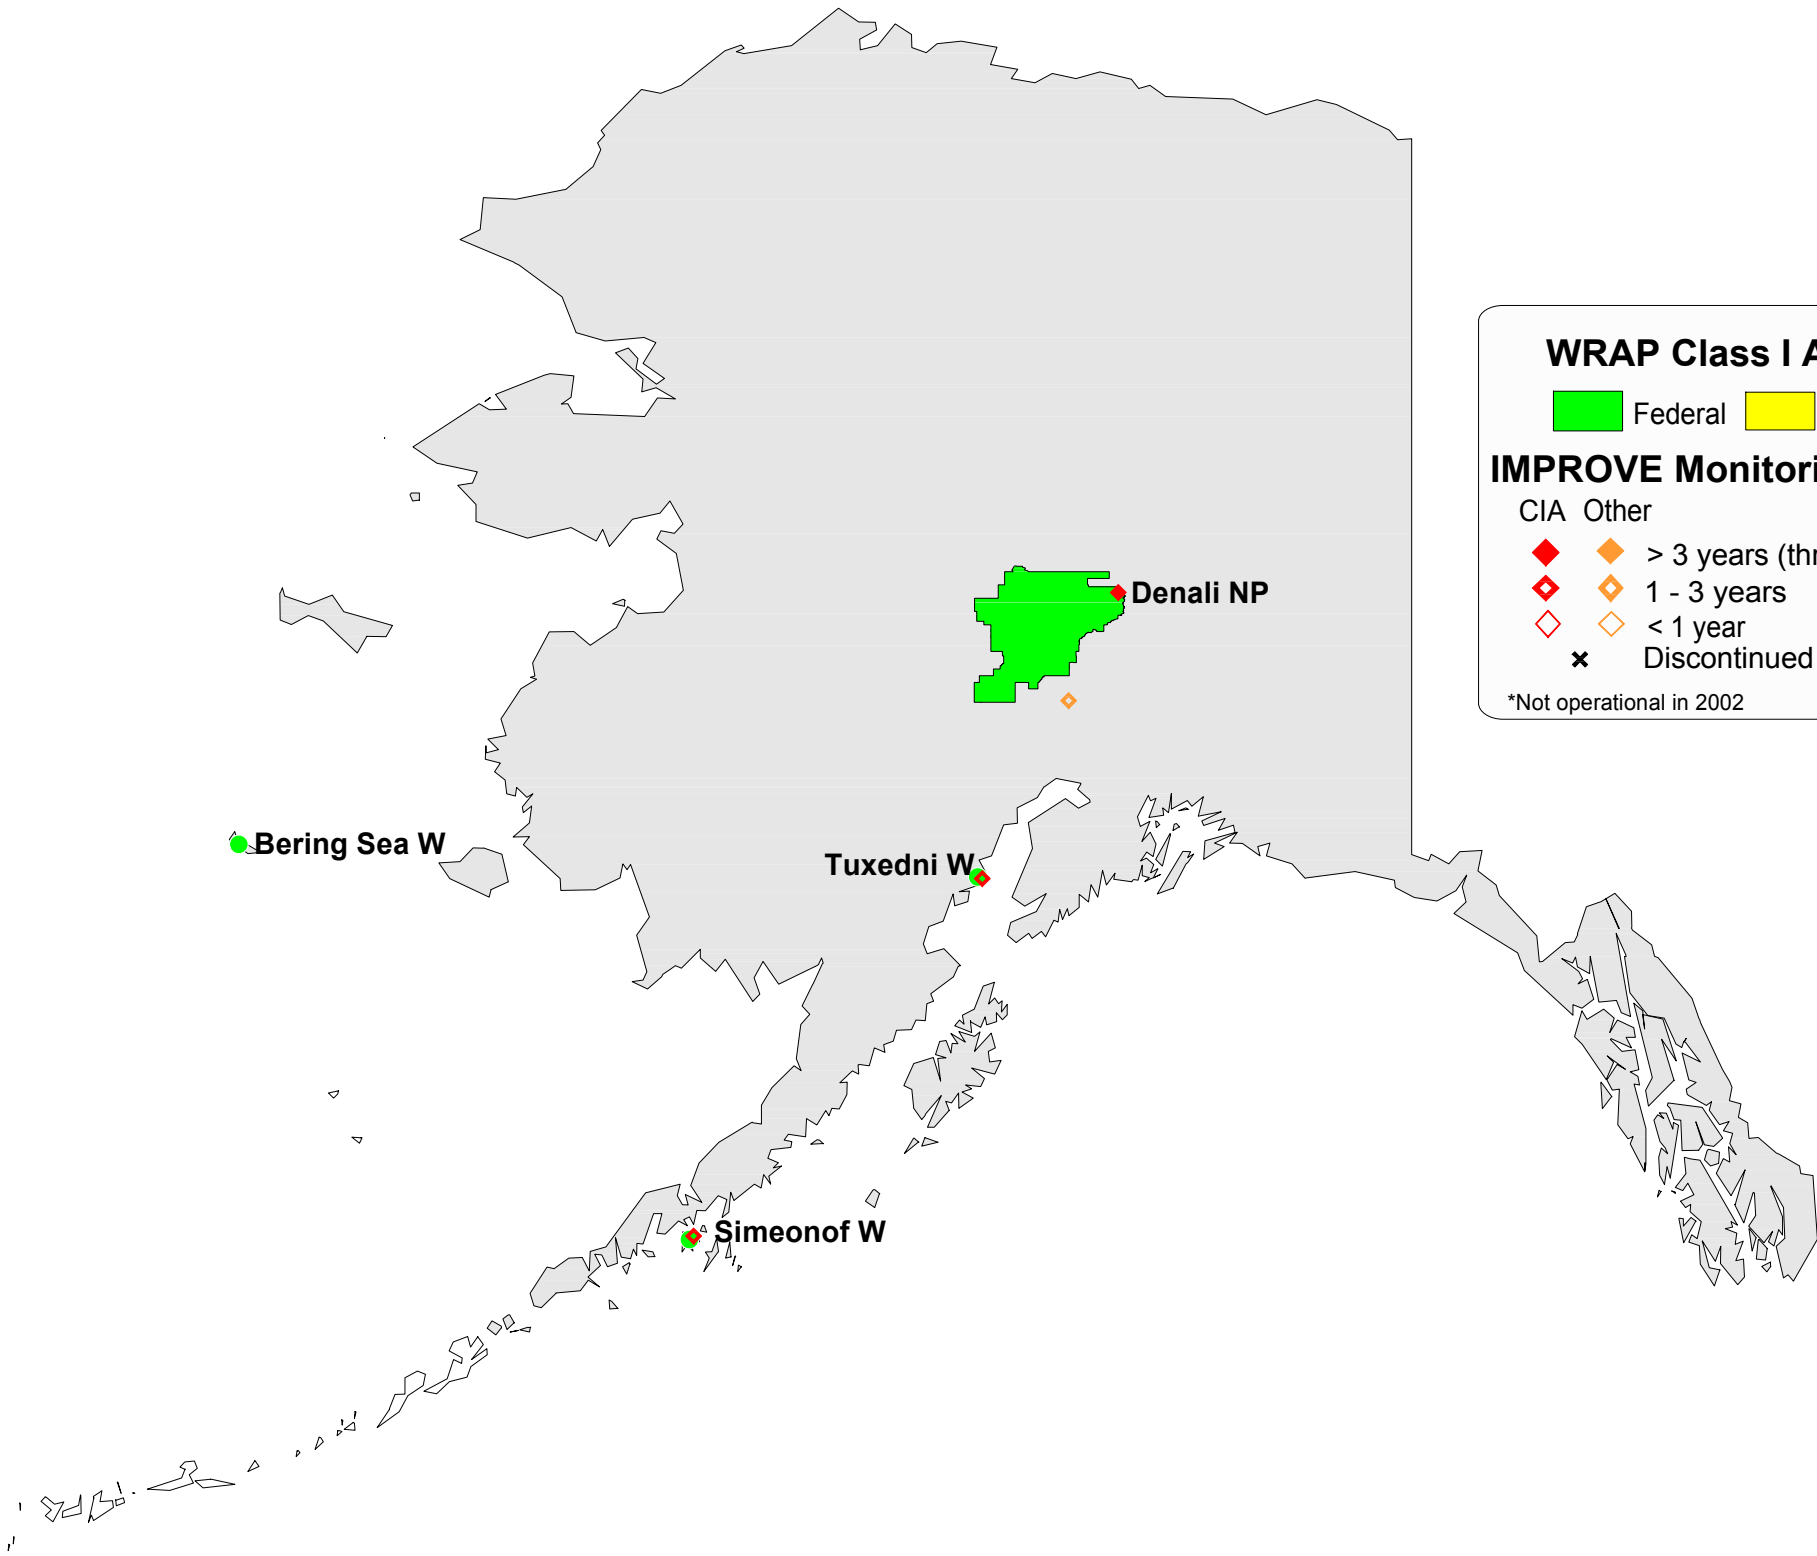 WRAP Class I A
Federal
IMPROVE Monitori
CIA Other
> 3 years (thr
1 - 3 years
< 1 year
Discontinued
*Not operational in 2002
Denali NP
Bering Sea W
Tuxedni W
Simeonof W